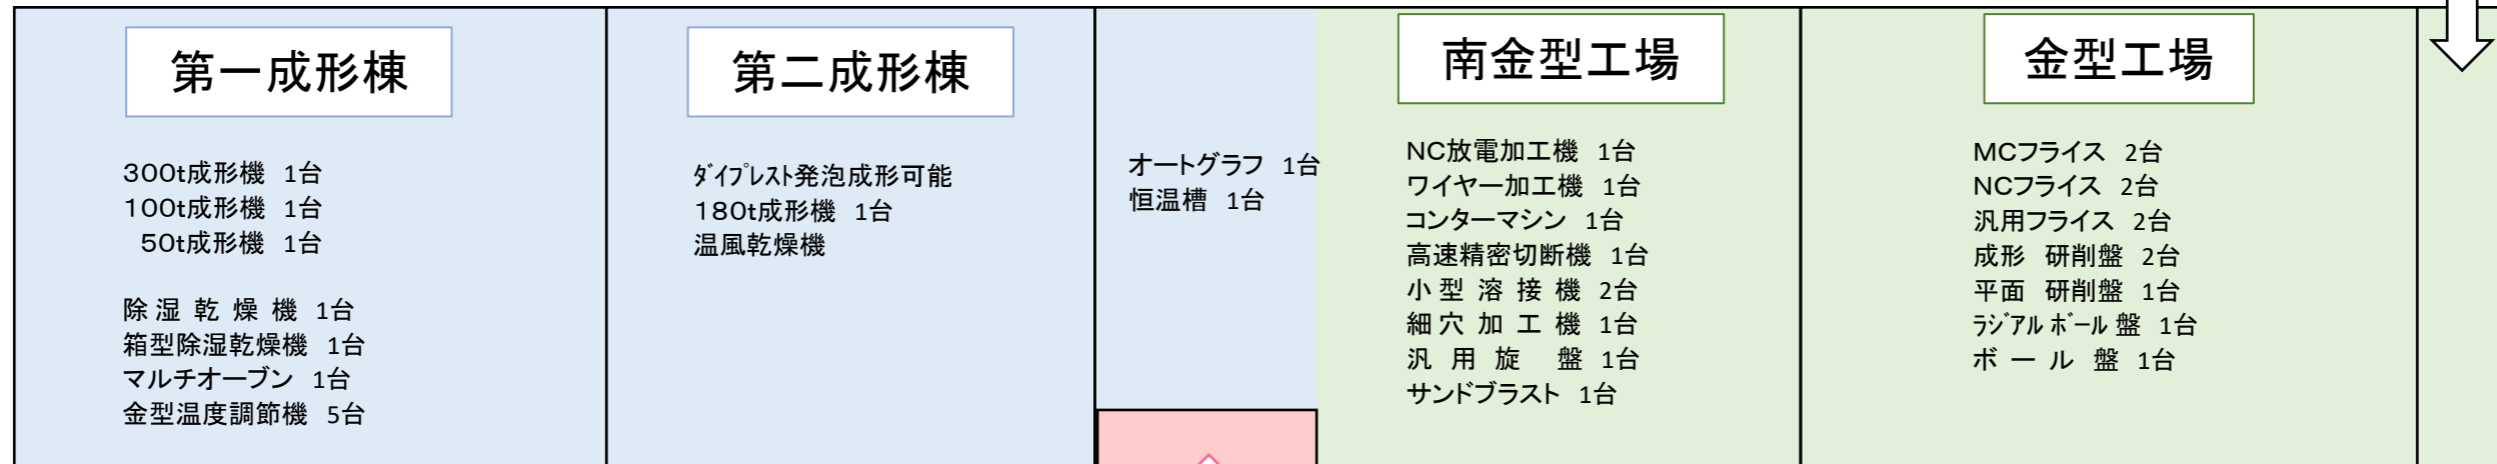 第一成形棟
300t成形機 1台
100t成形機 1台
50t成形機 1台
除湿乾燥機 1台
箱型除湿乾燥機 1台
マルチオーブン 1台
金型温度調節機 5台
第二成形棟
ﾀﾞｲﾌﾟﾚｽﾄ発泡成形可能
180t成形機 1台
温風乾燥機
オートグラフ 1台
恒温槽 1台
南金型工場
NC放電加工機 1台
ワイヤー加工機 1台
コンターマシン 1台
高速精密切断機 1台
小型溶接機 2台
細穴加工機 1台
汎用旋盤 1台
サンドブラスト 1台
金型工場
MCフライス 2台
NCフライス 2台
汎用フライス 2台
成形 研削盤 2台
平面 研削盤 1台
ﾗｼﾞｱﾙﾎﾞｰﾙ盤 1台
ボール盤 1台